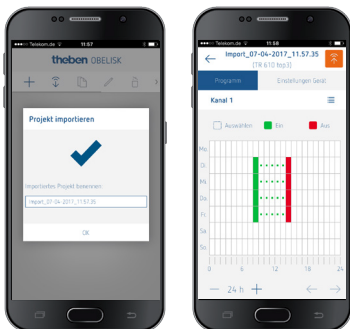 Telekom.de
11:57
theben OBELISK
Projekt importieren
Importiertes Projekt benennen:
Import_07-04-2017_11.57.35
OK
Telekom.de
11:58
Import_07-04-2017_11.57.35
(TR 610 top3)
Programm
Einstellungen Gerät
Kanal 1
Auswählen
Ein
Aus
Mo
Di
Mi
Do
Fr
Sa
So
0 6 12 18 24
24 h